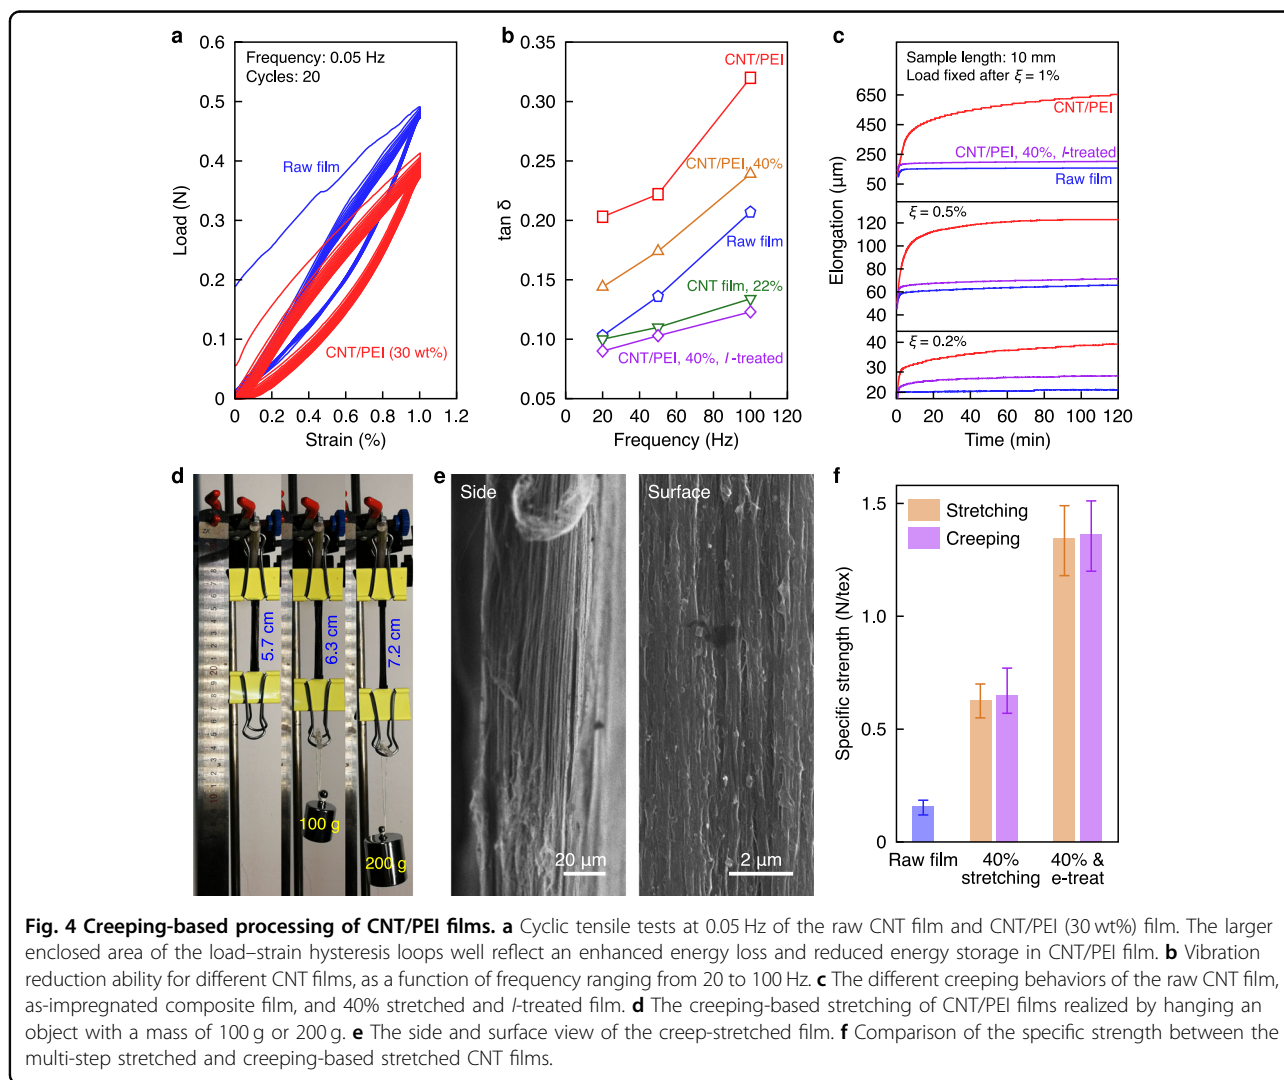 a
0.6
0.5
0.4
0.3
0.2
0.1
0
Load (N)
Frequency: 0.05 Hz
Cycles: 20
Raw film
CNT/PEI (30 wt%)
0 0.2 0.4 0.6 0.8 1.0 1.2
Strain (%)
b
0.35
0.30
0.25
0.20
0.15
0.10
0.05
tan δ
CNT/PEI
CNT/PEI, 40%
Raw film
CNT film, 22%
CNT/PEI, 40%, I-treated
0 20 40 60 80 100 120
Frequency (Hz)
c
Sample length: 10 mm
Load fixed after ξ = 1%
650
450
250
50
CNT/PEI
CNT/PEI, 40%, I-treated
Raw film
Elongation (µm)
ξ = 0.5%
120
100
80
60
40
ξ = 0.2%
40
30
20
0 20 40 60 80 100 120
Time (min)
d
5.7 cm
6.3 cm
7.2 cm
100 g
200 g
e
Side
Surface
20 µm
2 µm
f
1.5
1.0
0.5
0
Specific strength (N/tex)
Stretching
Creeping
Raw film
40%
stretching
40% &
e-treat
Fig. 4 Creeping-based processing of CNT/PEI films. a Cyclic tensile tests at 0.05 Hz of the raw CNT film and CNT/PEI (30 wt%) film. The larger
enclosed area of the load–strain hysteresis loops well reflect an enhanced energy loss and reduced energy storage in CNT/PEI film. b Vibration
reduction ability for different CNT films, as a function of frequency ranging from 20 to 100 Hz. c The different creeping behaviors of the raw CNT film,
as-impregnated composite film, and 40% stretched and I-treated film. d The creeping-based stretching of CNT/PEI films realized by hanging an
object with a mass of 100 g or 200 g. e The side and surface view of the creep-stretched film. f Comparison of the specific strength between the
multi-step stretched and creeping-based stretched CNT films.